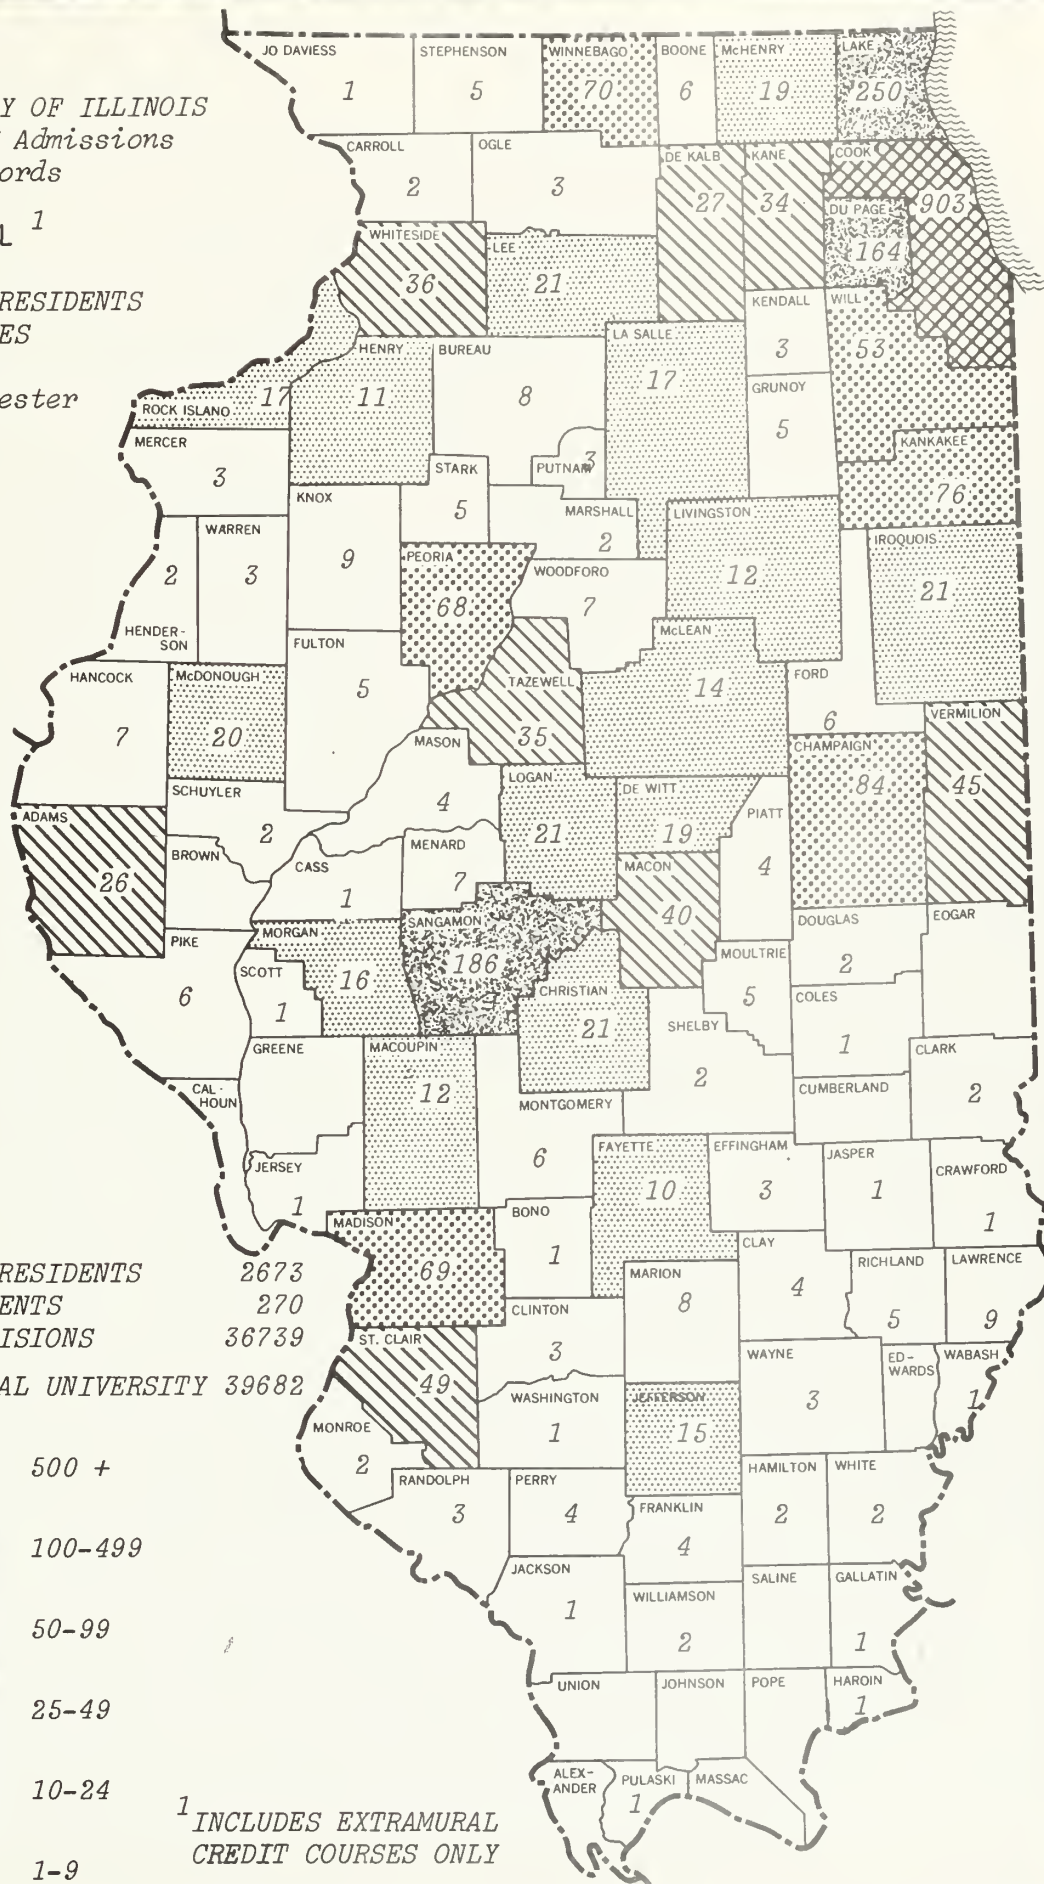 Y OF ILLINOIS
Admissions
ords
L 1
RESIDENTS
ES
ester
JO DAVIESS
1
STEPHENSON
5
WINNEBAGO
70
BOONE
6
McHENRY
19
LAKE
250
CARROLL
2
OGLE
3
DE KALB
27
KANE
34
COOK
903
DU PAGE
164
WHITESIDE
36
LEE
21
KENDALL
3
WILL
53
ROCK ISLAND
17
HENRY
11
BUREAU
8
LA SALLE
17
GRUNOY
5
KANKAKEE
76
MERCER
3
KNOX
9
STARK
5
PUTNAM
3
MARSHALL
2
LIVINGSTON
12
IROQUOIS
21
HENDER-
SON
2
WARREN
3
PEORIA
68
WOODFORO
7
FULTON
5
TAZEWELL
35
McLEAN
14
FORD
6
VERMILION
45
HANCOCK
7
McDONOUGH
20
MASON
4
LOGAN
21
DE WITT
19
PIATT
4
CHAMPAIGN
84
ADAMS
26
SCHUYLER
2
BROWN
CASS
1
MENARD
7
MACON
40
PIKE
6
SCOTT
1
MORGAN
16
SANGAMON
186
CHRISTIAN
21
MOULTRIE
5
DOUGLAS
2
EOGAR
COLES
1
SHELBY
2
CAL-
HOUN
GREENE
MACOUPIN
12
MONTGOMERY
6
CUMBERLAND
CLARK
2
JERSEY
1
FAYETTE
10
EFFINGHAM
3
JASPER
1
CRAWFORD
1
MADISON
69
BONO
1
CLAY
4
RICHLAND
5
LAWRENCE
9
MARION
8
CLINTON
3
ST. CLAIR
49
WASHINGTON
1
JEFFERSON
15
WAYNE
3
ED-
WARDS
WABASH
1
MONROE
2
RANDOLPH
3
PERRY
4
FRANKLIN
4
HAMILTON
2
WHITE
2
JACKSON
1
WILLIAMSON
2
SALINE
GALLATIN
1
UNION
JOHNSON
POPE
HAROIN
1
ALEX-
ANDER
PULASKI
1
MASSAC
RESIDENTS 2673
ENTS 270
ISIONS 36739
AL UNIVERSITY 39682
500 +
100-499
50-99
25-49
10-24
1-9
1 INCLUDES EXTRAMURAL
CREDIT COURSES ONLY